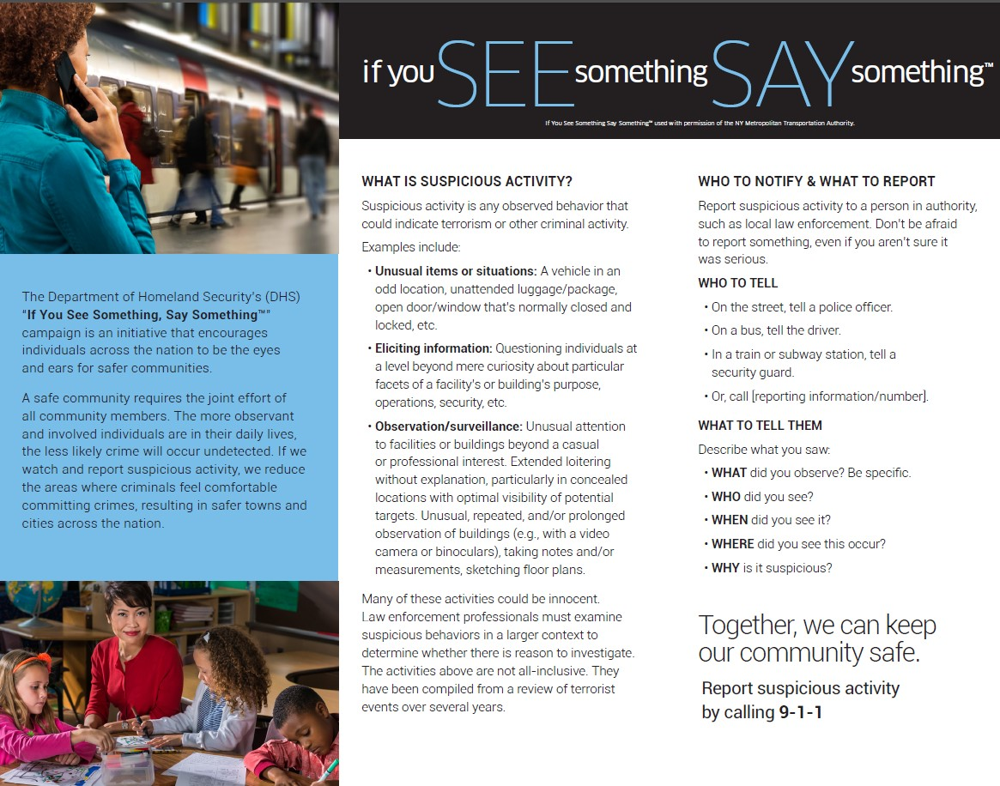 if you SEE something SAY something™
If You See Something Say Something™ used with permission of the NY Metropolitan Transportation Authority.
The Department of Homeland Security's (DHS)
"If You See Something, Say Something™"
campaign is an initiative that encourages
individuals across the nation to be the eyes
and ears for safer communities.
A safe community requires the joint effort of
all community members. The more observant
and involved individuals are in their daily lives,
the less likely crime will occur undetected. If we
watch and report suspicious activity, we reduce
the areas where criminals feel comfortable
committing crimes, resulting in safer towns and
cities across the nation.
WHAT IS SUSPICIOUS ACTIVITY?
Suspicious activity is any observed behavior that
could indicate terrorism or other criminal activity.
Examples include:
• Unusual items or situations: A vehicle in an
odd location, unattended luggage/package,
open door/window that's normally closed and
locked, etc.
• Eliciting information: Questioning individuals at
a level beyond mere curiosity about particular
facets of a facility's or building's purpose,
operations, security, etc.
• Observation/surveillance: Unusual attention
to facilities or buildings beyond a casual
or professional interest. Extended loitering
without explanation, particularly in concealed
locations with optimal visibility of potential
targets. Unusual, repeated, and/or prolonged
observation of buildings (e.g., with a video
camera or binoculars), taking notes and/or
measurements, sketching floor plans.
Many of these activities could be innocent.
Law enforcement professionals must examine
suspicious behaviors in a larger context to
determine whether there is reason to investigate.
The activities above are not all-inclusive. They
have been compiled from a review of terrorist
events over several years.
WHO TO NOTIFY & WHAT TO REPORT
Report suspicious activity to a person in authority,
such as local law enforcement. Don't be afraid
to report something, even if you aren't sure it
was serious.
WHO TO TELL
• On the street, tell a police officer.
• On a bus, tell the driver.
• In a train or subway station, tell a
security guard.
• Or, call [reporting information/number].
WHAT TO TELL THEM
Describe what you saw:
• WHAT did you observe? Be specific.
• WHO did you see?
• WHEN did you see it?
• WHERE did you see this occur?
• WHY is it suspicious?
Together, we can keep
our community safe.
Report suspicious activity
by calling 9-1-1